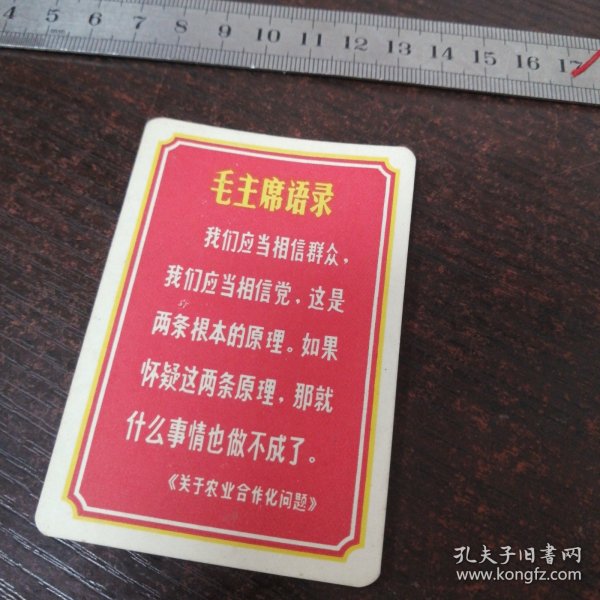 4 5 6 7 8 9 10 11 12 13 14 15 16 17
毛主席语录
我们应当相信群众，
我们应当相信党，这是
两条根本的原理。如果
怀疑这两条原理，那就
什么事情也做不成了。
《关于农业合作化问题》
孔夫子旧書网
www.kongfz.com